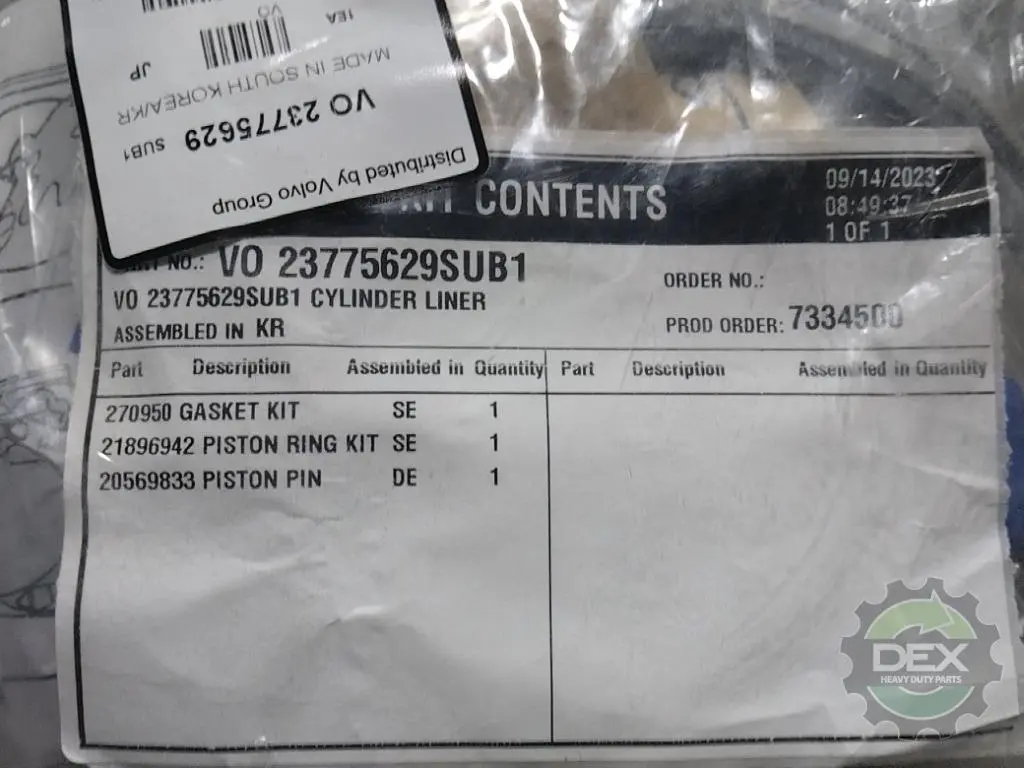 Distributed by Volvo Group
VO 23775629 SUB1
MADE IN SOUTH KOREA/KR
JP
VO
1EA
KIT CONTENTS
09/14/2023
08:49:37
1 OF 1
NO.: VO 23775629SUB1
VO 23775629SUB1 CYLINDER LINER
ASSEMBLED IN KR
ORDER NO.:
PROD ORDER: 7334500
Part Description Assembled in Quantity Part Description Assembled in Quantity
270950 GASKET KIT SE 1
21896942 PISTON RING KIT SE 1
20569833 PISTON PIN DE 1
DEX
HEAVY DUTY PARTS